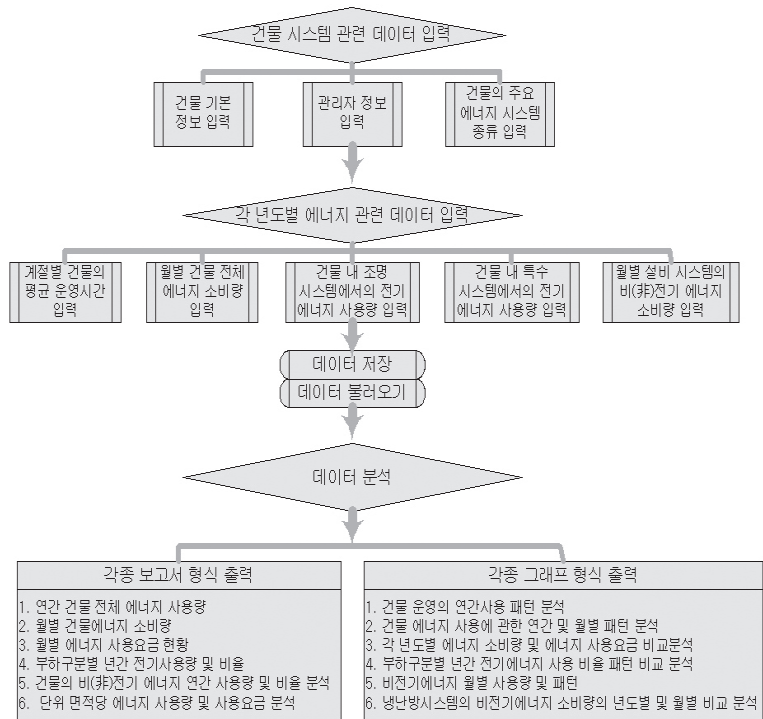 건물 시스템 관련 데이터 입력
건물 기본
정보 입력
관리자 정보
입력
건물의 주요
에너지 시스템
종류 입력
각 년도별 에너지 관련 데이터 입력
계절별 건물의
평균 운영시간
입력
월별 건물 전체
에너지 소비량
입력
건물 내 조명
시스템에서의 전기
에너지 사용량 입력
건물 내 특수
시스템에서의 전기
에너지 사용량 입력
월별 설비 시스템의
비(非)전기 에너지
소비량 입력
데이터 저장
데이터 불러오기
데이터 분석
각종 보고서 형식 출력
1. 연간 건물 전체 에너지 사용량
2. 월별 건물에너지 소비량
3. 월별 에너지 사용요금 현황
4. 부하구분별 년간 전기사용량 및 비율
5. 건물의 비(非)전기 에너지 연간 사용량 및 비율 분석
6. 단위 면적당 에너지 사용량 및 사용요금 분석
각종 그래프 형식 출력
1. 건물 운영의 연간사용 패턴 분석
2. 건물 에너지 사용에 관한 연간 및 월별 패턴 분석
3. 각 년도별 에너지 소비량 및 에너지 사용요금 비교분석
4. 부하구분별 년간 전기에너지 사용 비율 패턴 비교 분석
5. 비전기에너지 월별 사용량 및 패턴
6. 냉난방시스템의 비전기에너지 소비량의 년도별 및 월별 비교 분석